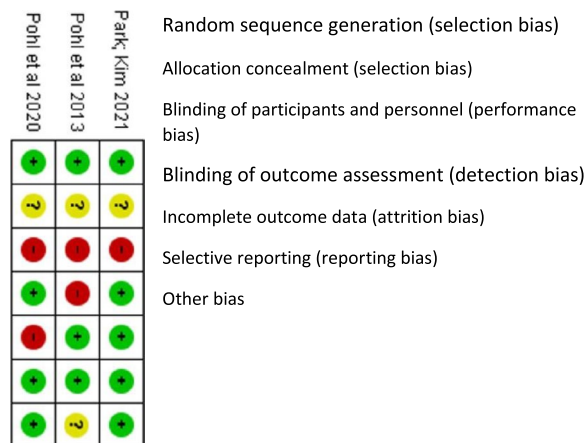 Pohl et al 2020
Pohl et al 2013
Park; Kim 2021
Random sequence generation (selection bias)
Allocation concealment (selection bias)
Blinding of participants and personnel (performance
bias)
Blinding of outcome assessment (detection bias)
Incomplete outcome data (attrition bias)
Selective reporting (reporting bias)
Other bias
+ + +
? ? ?
- - -
+ - +
- + +
+ + +
+ ? +